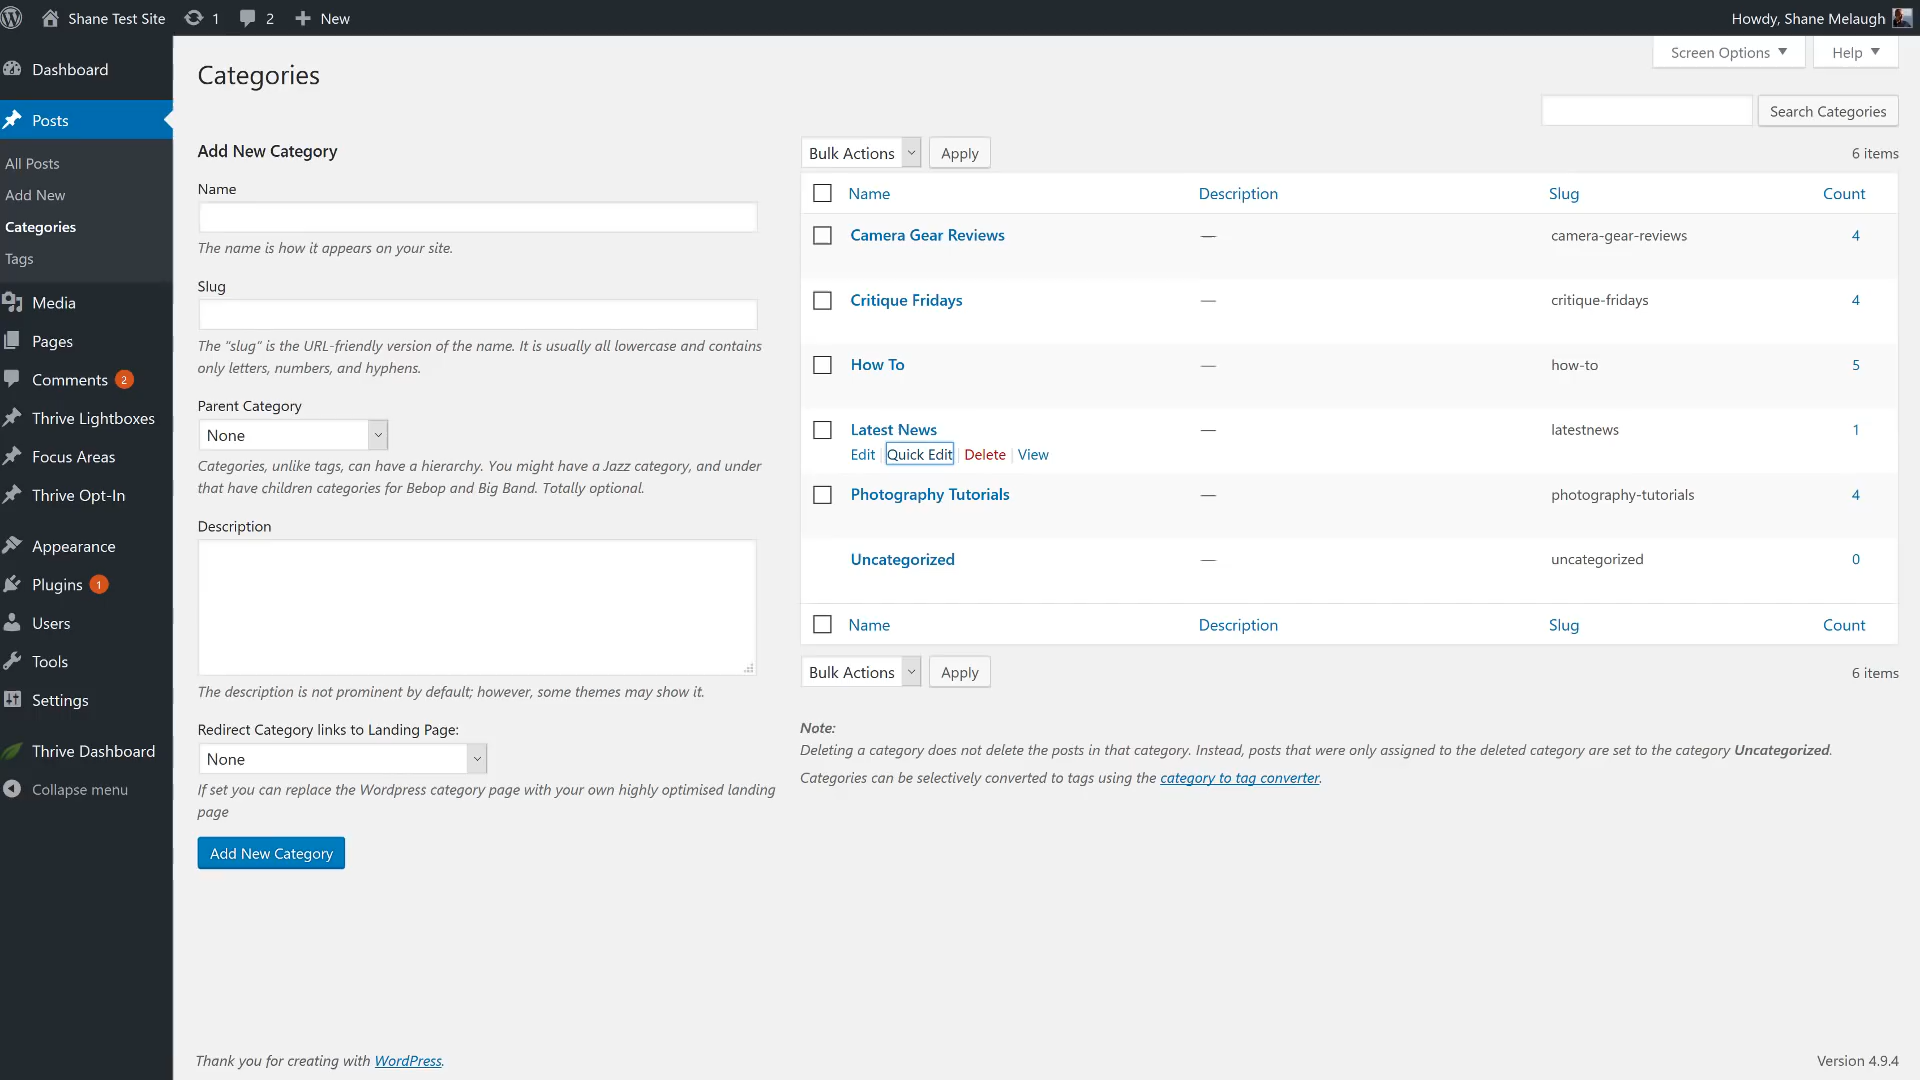 Shane Test Site 1 2 New Howdy, Shane Melaugh
Screen Options Help
Dashboard
Posts
All Posts
Add New
Categories
Tags
Media
Pages
Comments 2
Thrive Lightboxes
Focus Areas
Thrive Opt-In
Appearance
Plugins 1
Users
Tools
Settings
Thrive Dashboard
Collapse menu
Categories
Add New Category
Name
The name is how it appears on your site.
Slug
The "slug" is the URL-friendly version of the name. It is usually all lowercase and contains
only letters, numbers, and hyphens.
Parent Category
None
Categories, unlike tags, can have a hierarchy. You might have a Jazz category, and under
that have children categories for Bebop and Big Band. Totally optional.
Description
The description is not prominent by default; however, some themes may show it.
Redirect Category links to Landing Page:
None
If set you can replace the Wordpress category page with your own highly optimised landing
page
Add New Category
Search Categories
Bulk Actions Apply 6 items
Name Description Slug Count
Camera Gear Reviews — camera-gear-reviews 4
Critique Fridays — critique-fridays 4
How To — how-to 5
Latest News — latestnews 1
Edit | Quick Edit | Delete | View
Photography Tutorials — photography-tutorials 4
Uncategorized — uncategorized 0
Name Description Slug Count
Bulk Actions Apply 6 items
Note:
Deleting a category does not delete the posts in that category. Instead, posts that were only assigned to the deleted category are set to the category Uncategorized.
Categories can be selectively converted to tags using the category to tag converter.
Thank you for creating with WordPress. Version 4.9.4